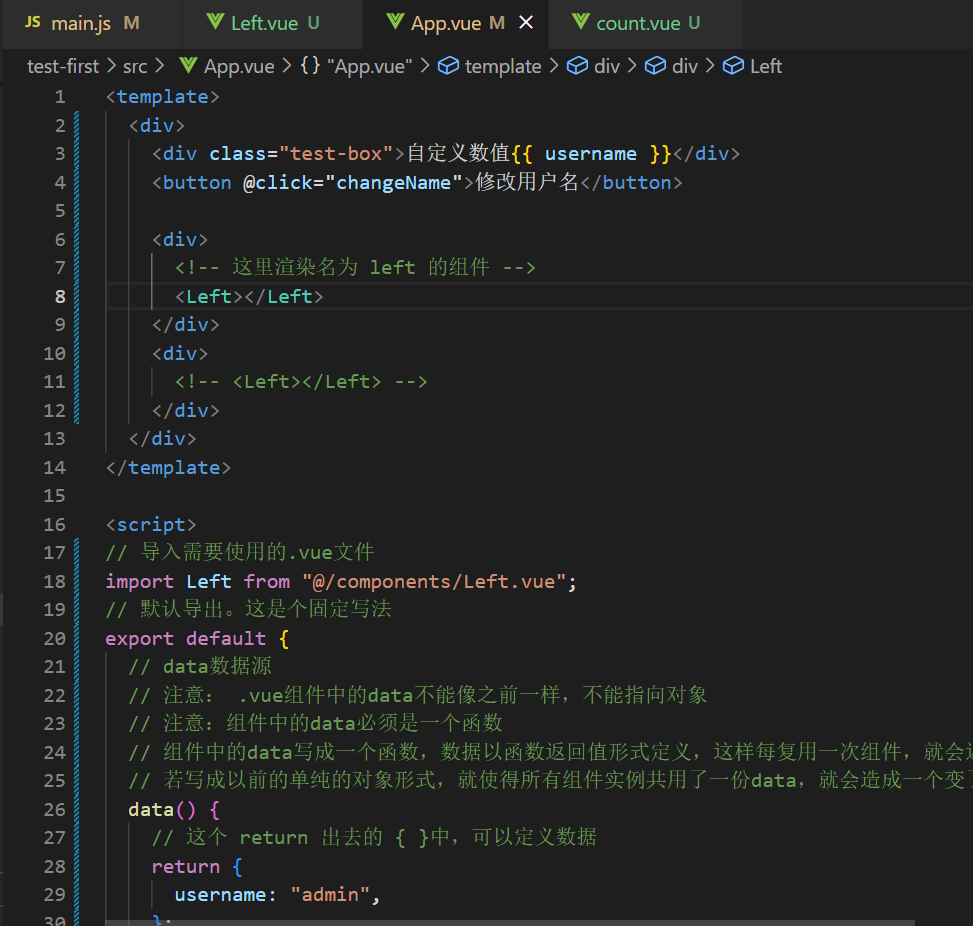 JS main.js M Left.vue U App.vue M × count.vue U
test-first > src > App.vue > {} "App.vue" > template > div > div > Left
1 <template>
2 <div>
3 <div class="test-box">自定义数值{{ username }}</div>
4 <button @click="changeName">修改用户名</button>
5
6 <div>
7 <!-- 这里渲染名为 left 的组件 -->
8 <Left></Left>
9 </div>
10 <div>
11 <!-- <Left></Left> -->
12 </div>
13 </div>
14 </template>
15
16 <script>
17 // 导入需要使用的.vue文件
18 import Left from "@/components/Left.vue";
19 // 默认导出。这是个固定写法
20 export default {
21 // data数据源
22 // 注意： .vue组件中的data不能像之前一样，不能指向对象
23 // 注意：组件中的data必须是一个函数
24 // 组件中的data写成一个函数，数据以函数返回值形式定义，这样每复用一次组件，就会
25 // 若写成以前的单纯的对象形式，就使得所有组件实例共用了一份data，就会造成一个变
26 data() {
27 // 这个 return 出去的 { }中，可以定义数据
28 return {
29 username: "admin",
30 };